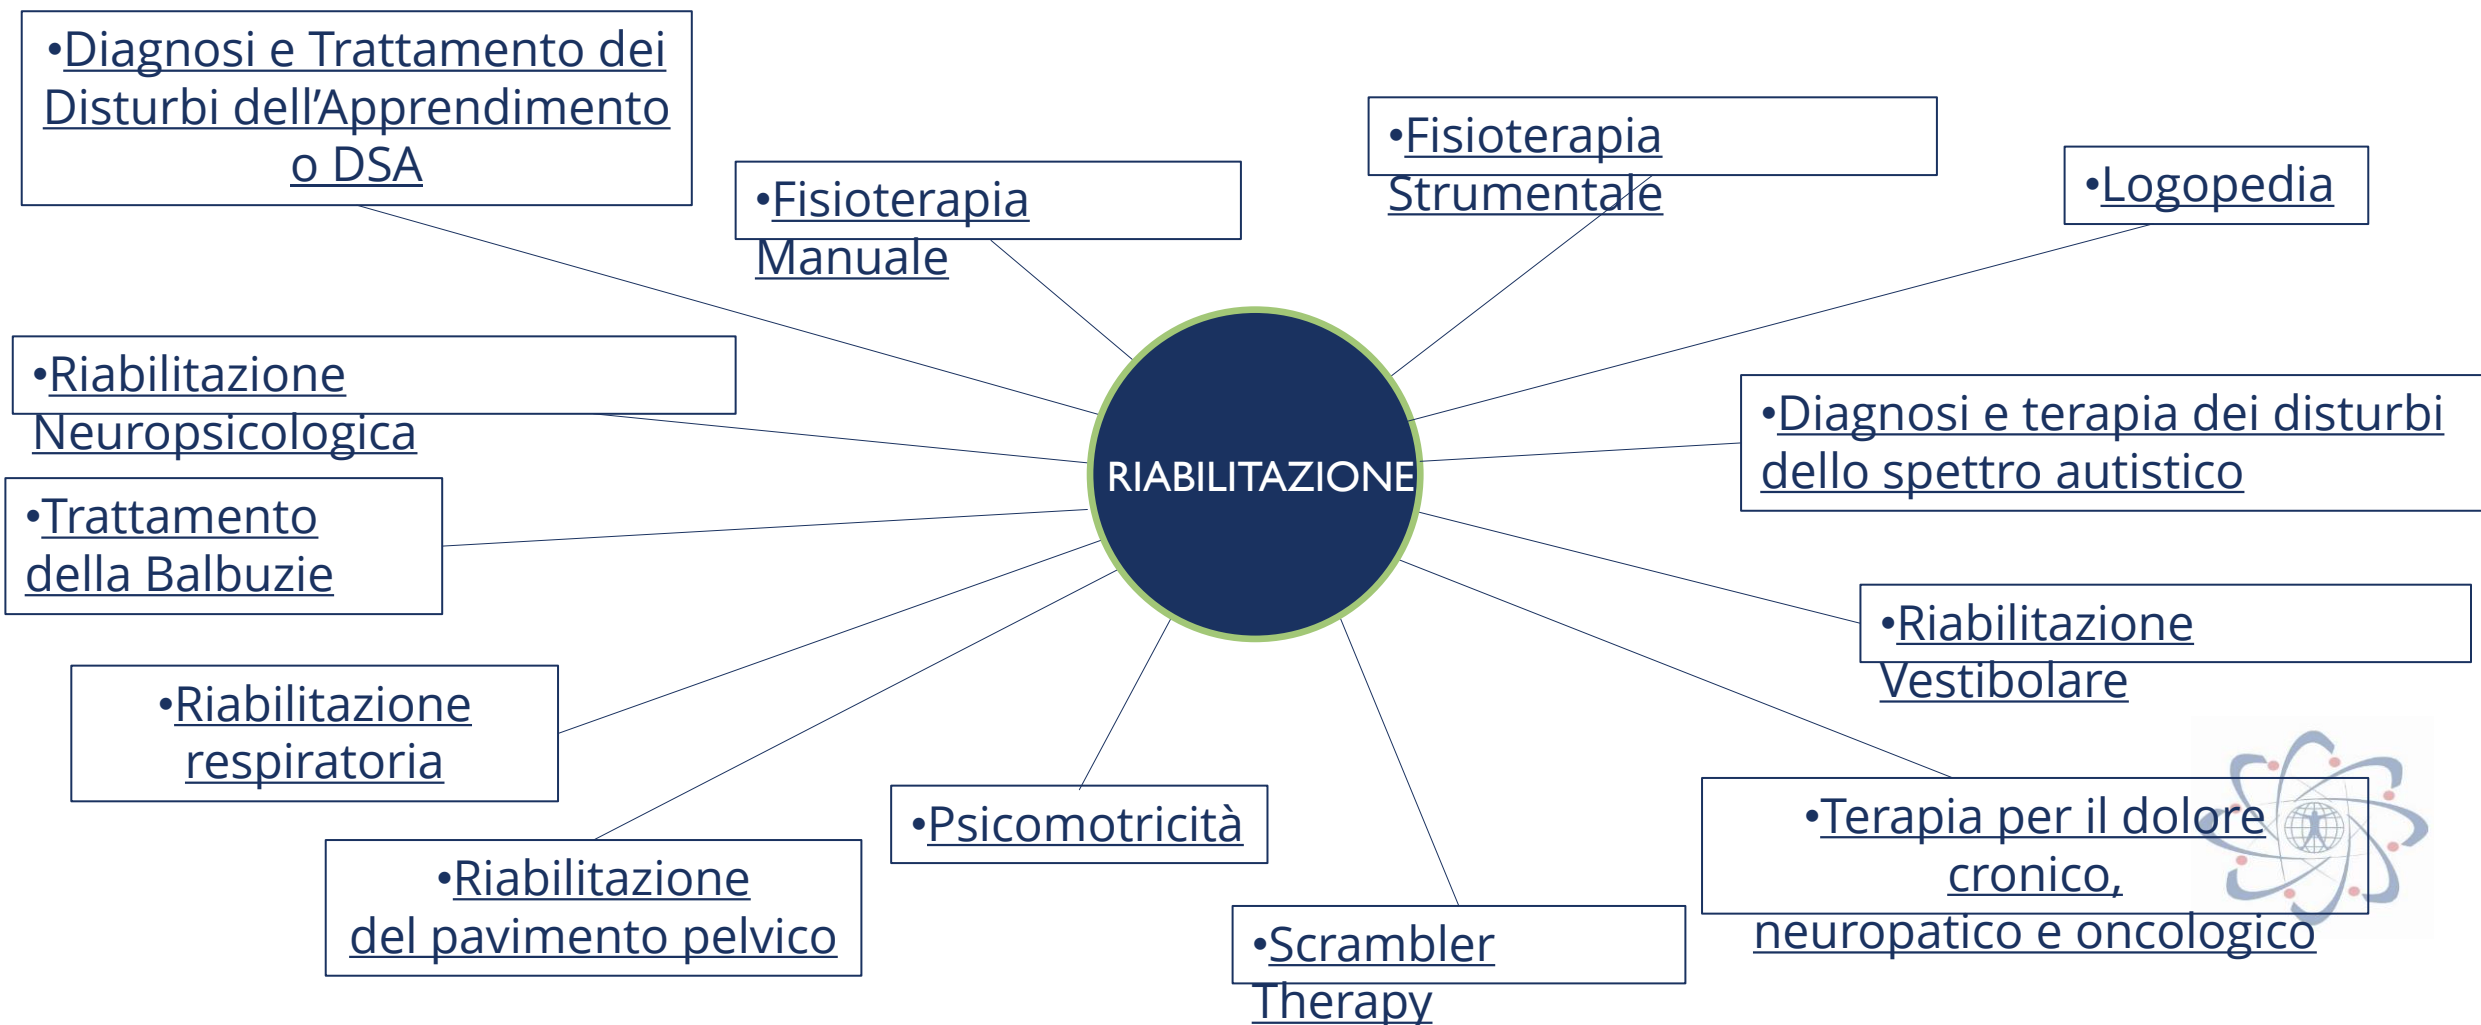 •Diagnosi e Trattamento dei
Disturbi dell’Apprendimento
o DSA
•Fisioterapia
Manuale
•Fisioterapia
Strumentale
•Logopedia
•Riabilitazione
Neuropsicologica
RIABILITAZIONE
•Diagnosi e terapia dei disturbi
dello spettro autistico
•Trattamento
della Balbuzie
•Riabilitazione
Vestibolare
•Riabilitazione
respiratoria
•Psicomotricità
•Terapia per il dolore
cronico,
neuropatico e oncologico
•Riabilitazione
del pavimento pelvico
•Scrambler
Therapy